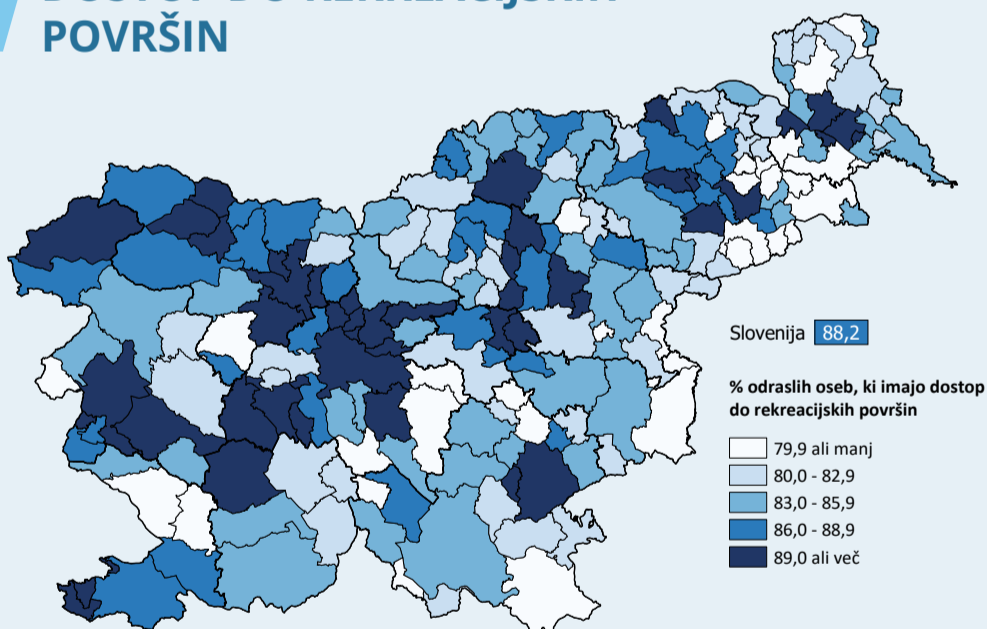 POVRŠIN
Slovenija 88,2
% odraslih oseb, ki imajo dostop
do rekreacijskih površin
79,9 ali manj
80,0 - 82,9
83,0 - 85,9
86,0 - 88,9
89,0 ali več